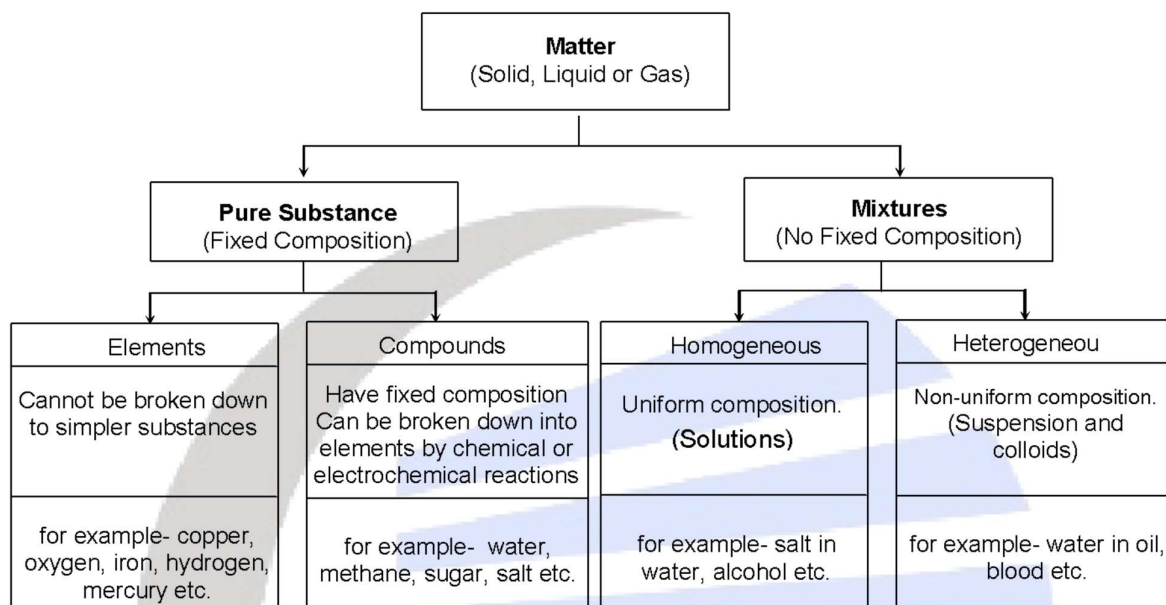 Matter
(Solid, Liquid or Gas)
Pure Substance
(Fixed Composition)
Mixtures
(No Fixed Composition)
Elements
Cannot be broken down
to simpler substances
for example- copper,
oxygen, iron, hydrogen,
mercury etc.
Compounds
Have fixed composition
Can be broken down into
elements by chemical or
electrochemical reactions
for example- water,
methane, sugar, salt etc.
Homogeneous
Uniform composition.
(Solutions)
for example- salt in
water, alcohol etc.
Heterogeneou
Non-uniform composition.
(Suspension and
colloids)
for example- water in oil,
blood etc.